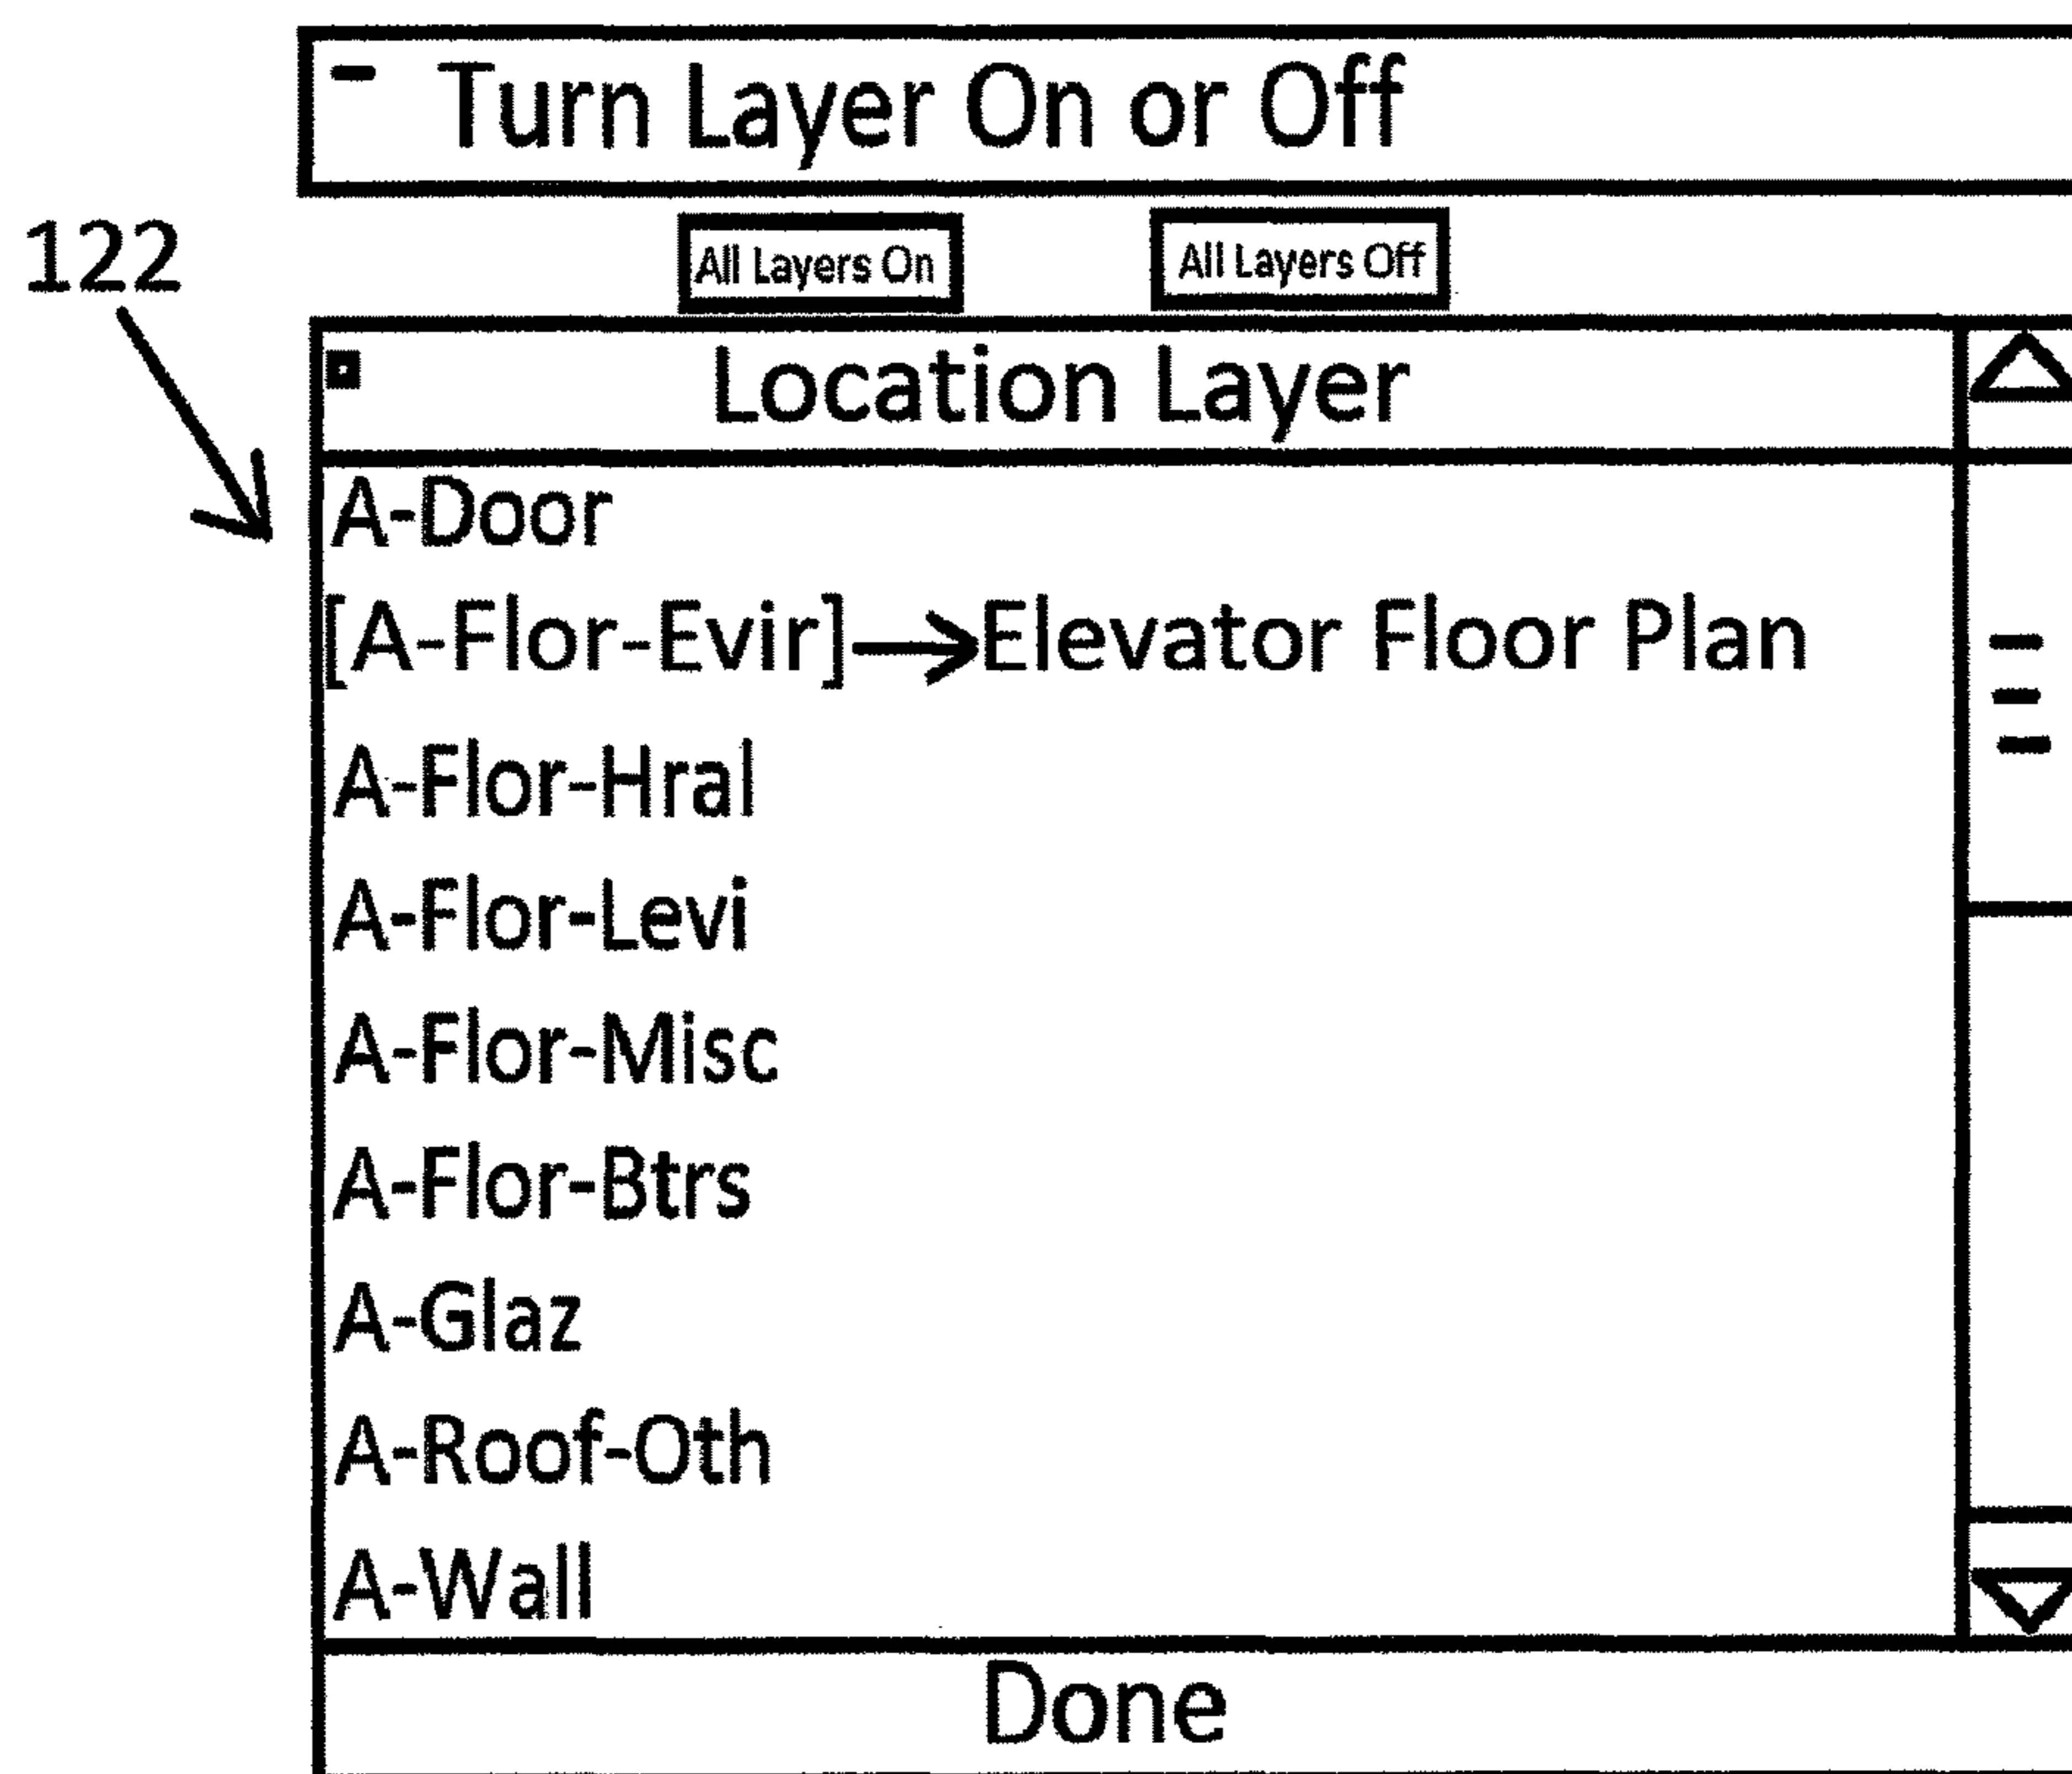 Turn Layer On or Off
122
All Layers On
All Layers Off
Location Layer
A-Door
[A-Flor-Evir]→Elevator Floor Plan
A-Flor-Hral
A-Flor-Levi
A-Flor-Misc
A-Flor-Btrs
A-Glaz
A-Roof-Oth
A-Wall
Done